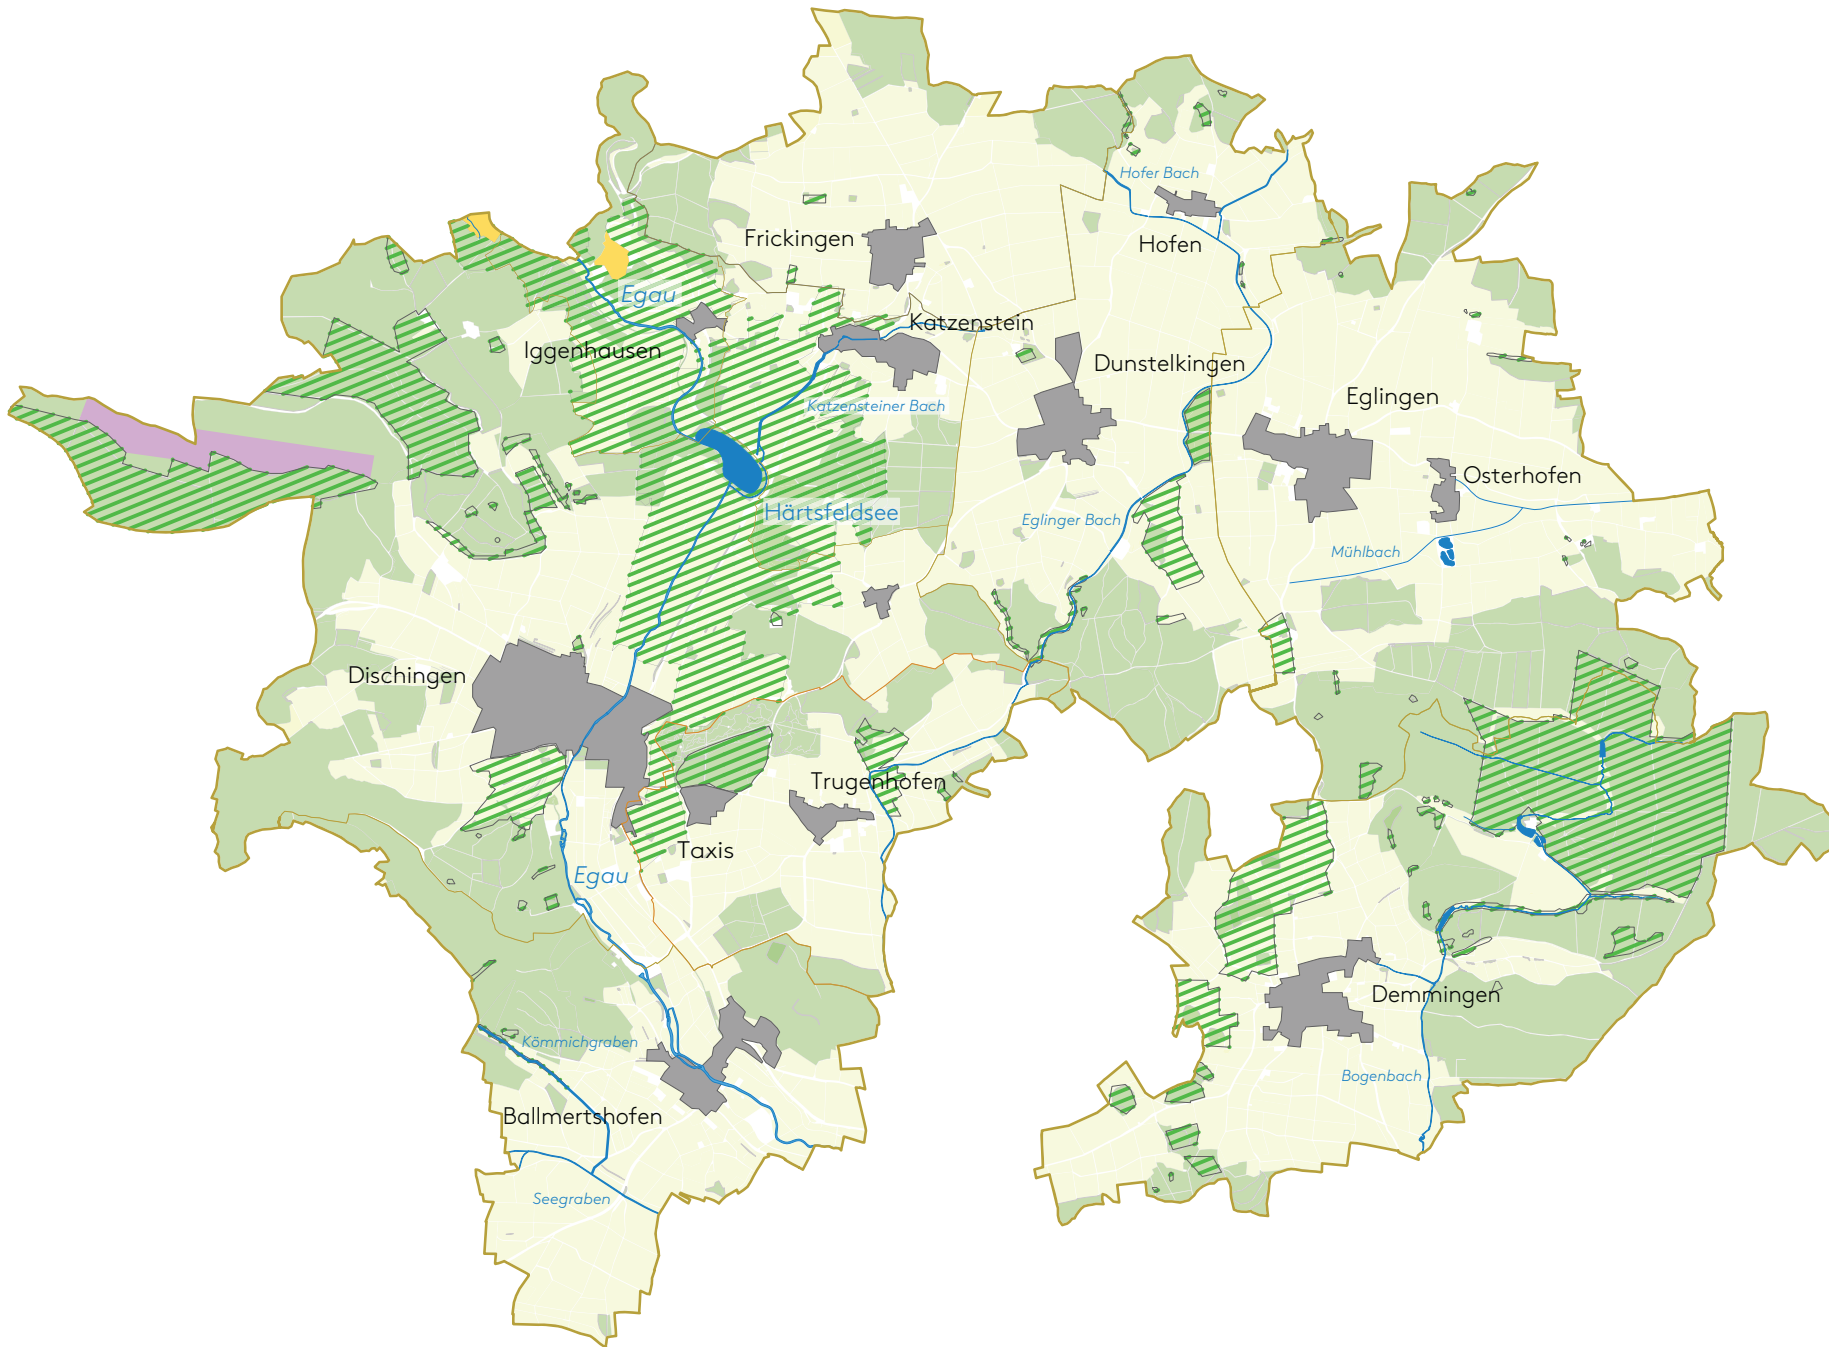 Hofer Bach
Frickingen
Hofen
Egau
Katzenstein
Iggenhausen
Dunstelkingen
Eglingen
Katzensteiner Bach
Osterhofen
Härtsfeldsee
Eglinger Bach
Mühlbach
Dischingen
Trugenhofen
Taxis
Egau
Demmingen
Kömmichgraben
Bogenbach
Ballmertshofen
Seegraben